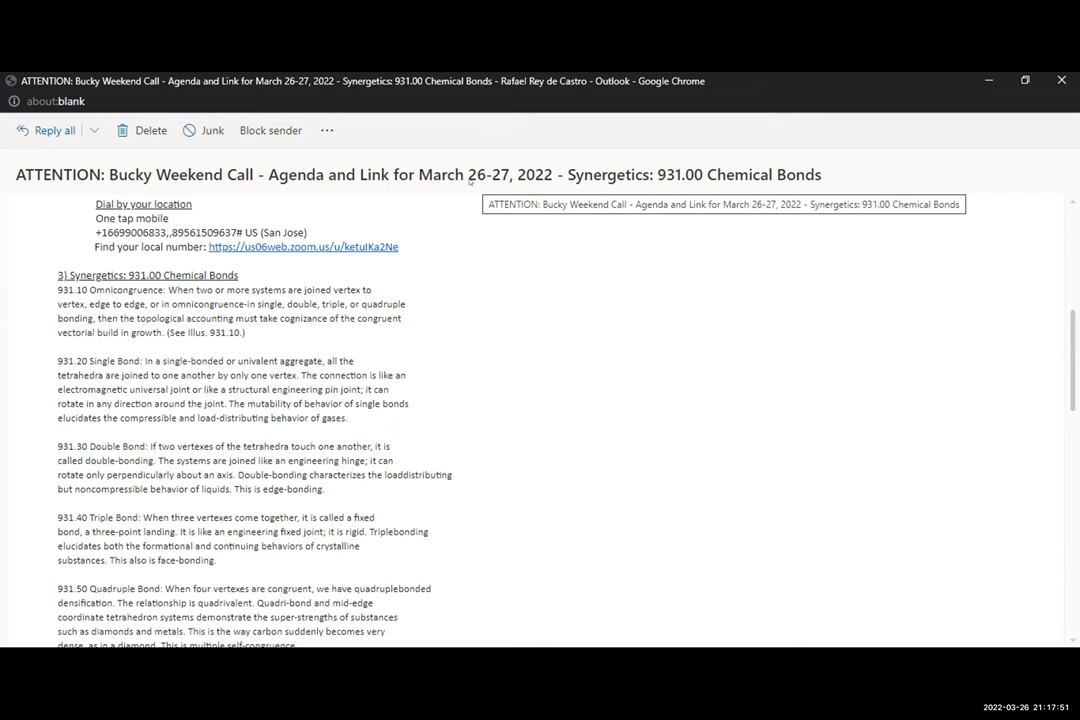 ATTENTION: Bucky Weekend Call - Agenda and Link for March 26-27, 2022 - Synergetics: 931.00 Chemical Bonds - Rafael Rey de Castro - Outlook - Google Chrome
about:blank
Reply all
Delete
Junk
Block sender
ATTENTION: Bucky Weekend Call - Agenda and Link for March 26-27, 2022 - Synergetics: 931.00 Chemical Bonds
ATTENTION: Bucky Weekend Call - Agenda and Link for March 26-27, 2022 - Synergetics: 931.00 Chemical Bonds
Dial by your location
One tap mobile
+16699006833,,89561509637# US (San Jose)
Find your local number: https://us06web.zoom.us/u/ketuIKa2Ne
3) Synergetics: 931.00 Chemical Bonds
931.10 Omnicongruence: When two or more systems are joined vertex to
vertex, edge to edge, or in omnicongruence-in single, double, triple, or quadruple
bonding, then the topological accounting must take cognizance of the congruent
vectorial build in growth. (See Illus. 931.10.)
931.20 Single Bond: In a single-bonded or univalent aggregate, all the
tetrahedra are joined to one another by only one vertex. The connection is like an
electromagnetic universal joint or like a structural engineering pin joint; it can
rotate in any direction around the joint. The mutability of behavior of single bonds
elucidates the compressible and load-distributing behavior of gases.
931.30 Double Bond: If two vertexes of the tetrahedra touch one another, it is
called double-bonding. The systems are joined like an engineering hinge; it can
rotate only perpendicularly about an axis. Double-bonding characterizes the loaddistributing
but noncompressible behavior of liquids. This is edge-bonding.
931.40 Triple Bond: When three vertexes come together, it is called a fixed
bond, a three-point landing. It is like an engineering fixed joint; it is rigid. Triplebonding
elucidates both the formational and continuing behaviors of crystalline
substances. This also is face-bonding.
931.50 Quadruple Bond: When four vertexes are congruent, we have quadruplebonded
densification. The relationship is quadrivalent. Quadri-bond and mid-edge
coordinate tetrahedron systems demonstrate the super-strengths of substances
such as diamonds and metals. This is the way carbon suddenly becomes very
dense, as in a diamond. This is multiple self-congruence.
2022-03-26 21:17:51